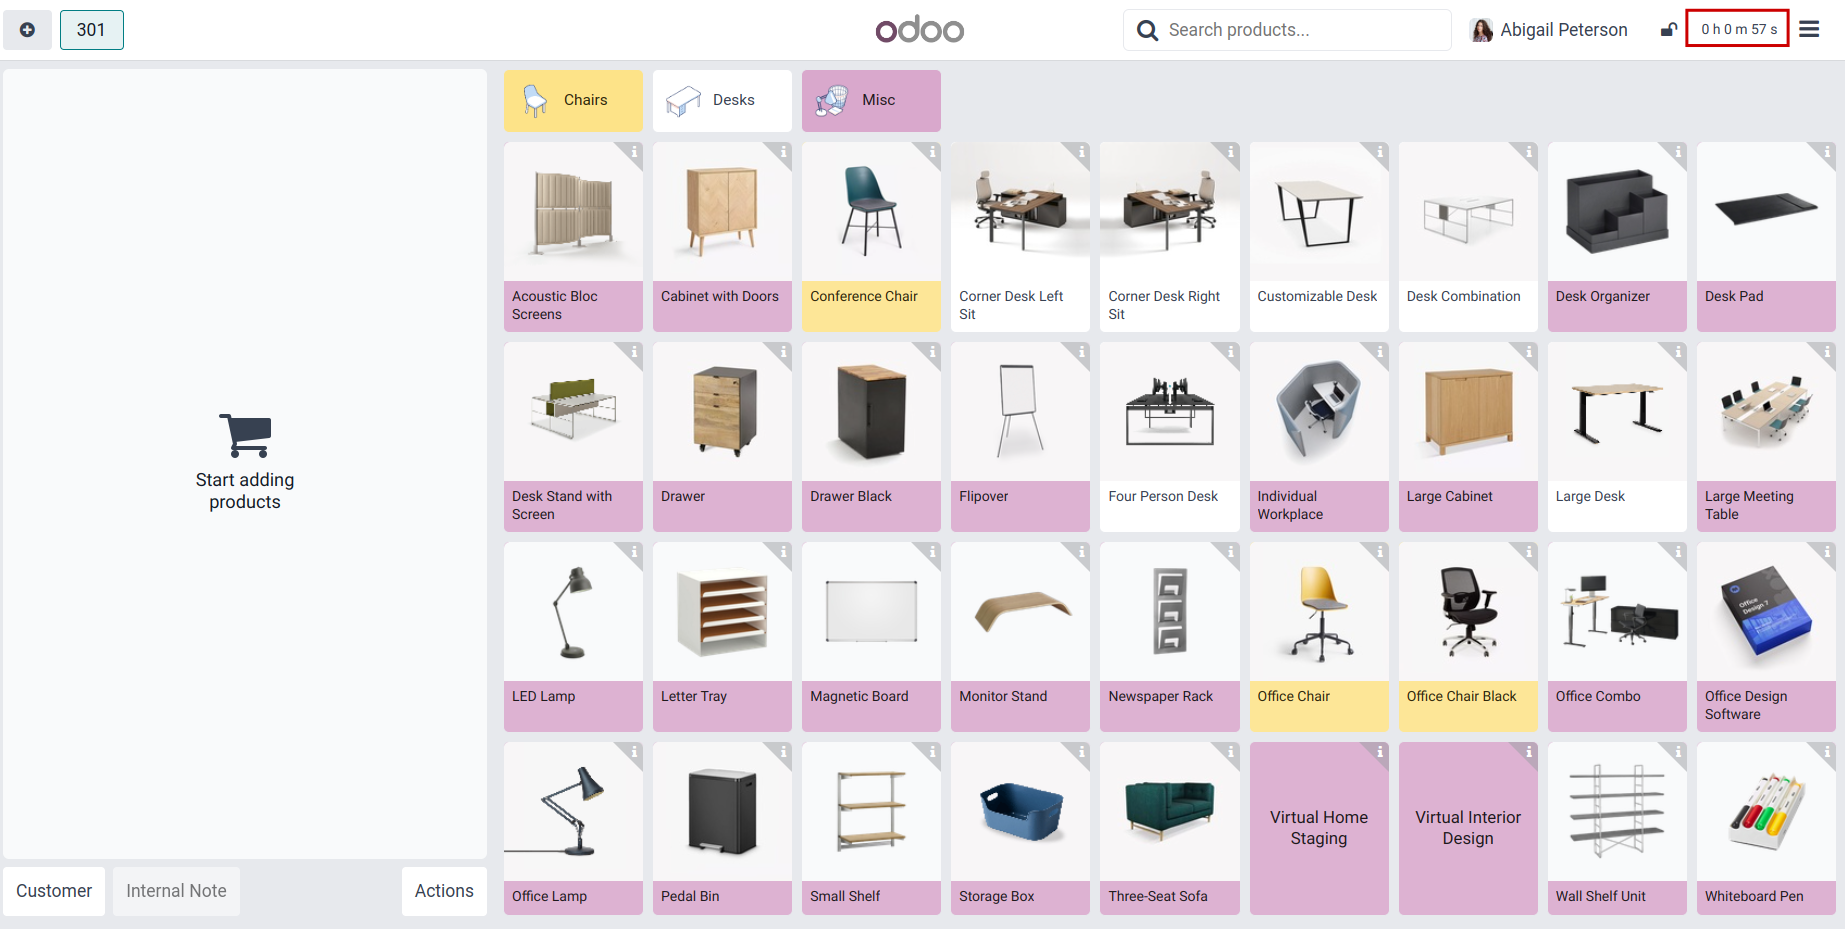 301
odoo
Search products...
Abigail Peterson
0 h 0 m 57 s
Chairs
Desks
Misc
Acoustic Bloc
Screens
Cabinet with Doors
Conference Chair
Corner Desk Left
Sit
Corner Desk Right
Sit
Customizable Desk
Desk Combination
Desk Organizer
Desk Pad
Start adding
products
Desk Stand with
Screen
Drawer
Drawer Black
Flipover
Four Person Desk
Individual
Workplace
Large Cabinet
Large Desk
Large Meeting
Table
LED Lamp
Letter Tray
Magnetic Board
Monitor Stand
Newspaper Rack
Office Chair
Office Chair Black
Office Combo
Office
Design 7
Office Design
Software
Office Lamp
Pedal Bin
Small Shelf
Storage Box
Three-Seat Sofa
Virtual Home
Staging
Virtual Interior
Design
Wall Shelf Unit
Whiteboard Pen
Customer
Internal Note
Actions